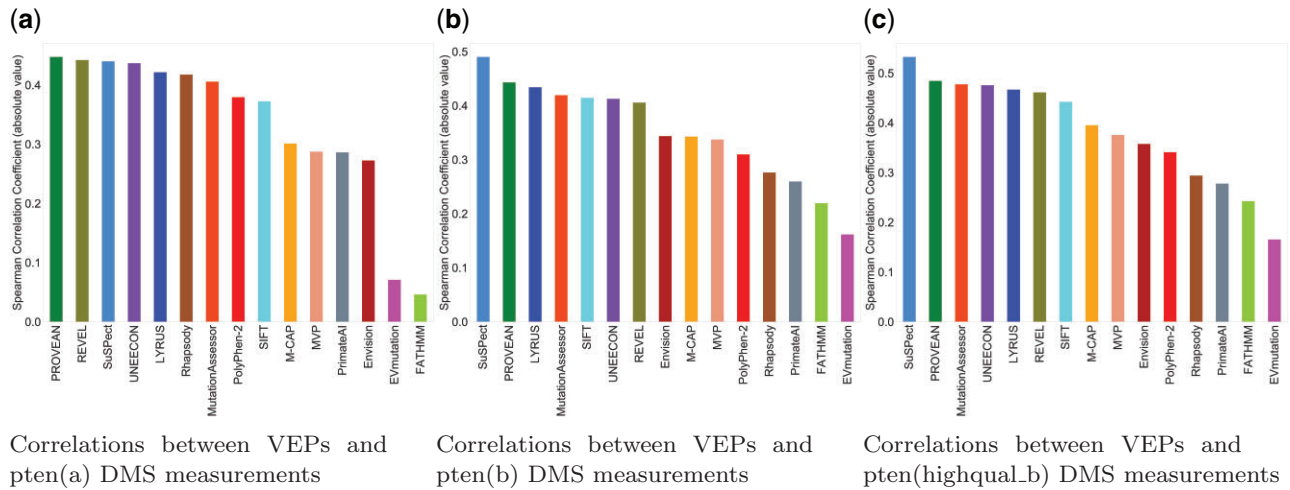 (a)
Spearman Correlation Coefficient (absolute value)
0.4
0.3
0.2
0.1
0.0
PROVEAN
REVEL
SuSPect
UNEECON
LYRUS
Rhapsody
MutationAssessor
PolyPhen-2
SIFT
M-CAP
MVP
PrimateAI
Envision
EVmutation
FATHMM
Correlations between VEPs and
pten(a) DMS measurements
(b)
Spearman Correlation Coefficient (absolute value)
0.5
0.4
0.3
0.2
0.1
0.0
SuSPect
PROVEAN
LYRUS
MutationAssessor
SIFT
UNEECON
REVEL
Envision
M-CAP
MVP
PolyPhen-2
Rhapsody
PrimateAI
FATHMM
EVmutation
Correlations between VEPs and
pten(b) DMS measurements
(c)
Spearman Correlation Coefficient (absolute value)
0.5
0.4
0.3
0.2
0.1
0.0
SuSPect
PROVEAN
MutationAssessor
UNEECON
LYRUS
REVEL
SIFT
M-CAP
MVP
Envision
PolyPhen-2
Rhapsody
PrimateAI
FATHMM
EVmutation
Correlations between VEPs and
pten(highqual_b) DMS measurements